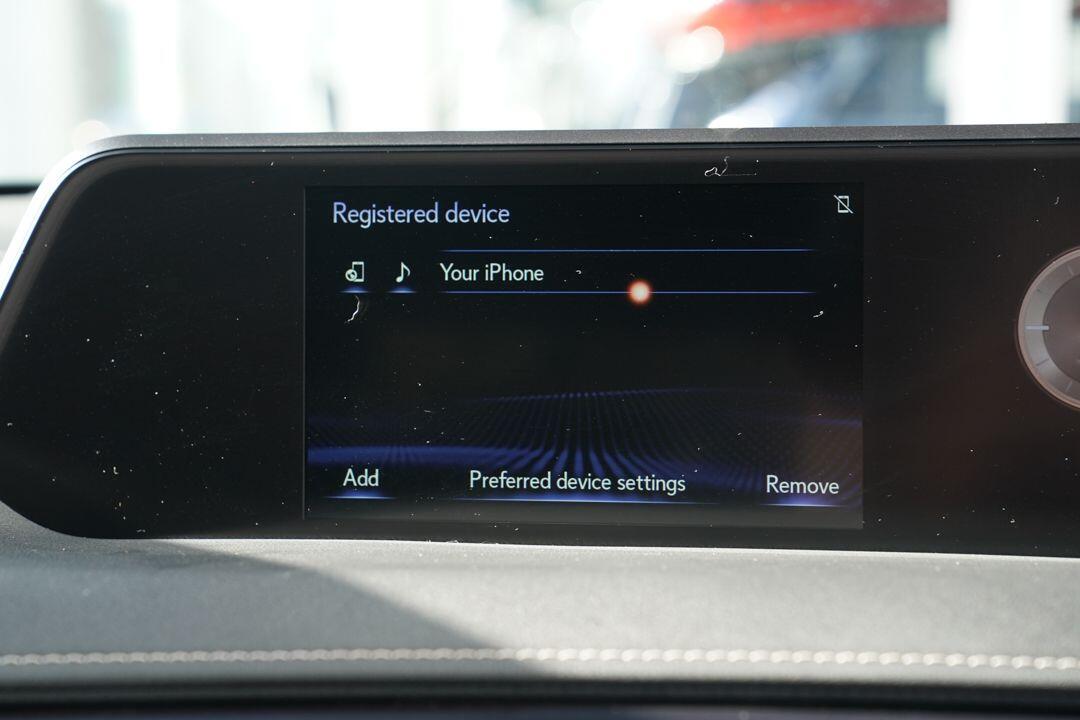 Registered device
Your iPhone
Add Preferred device settings Remove